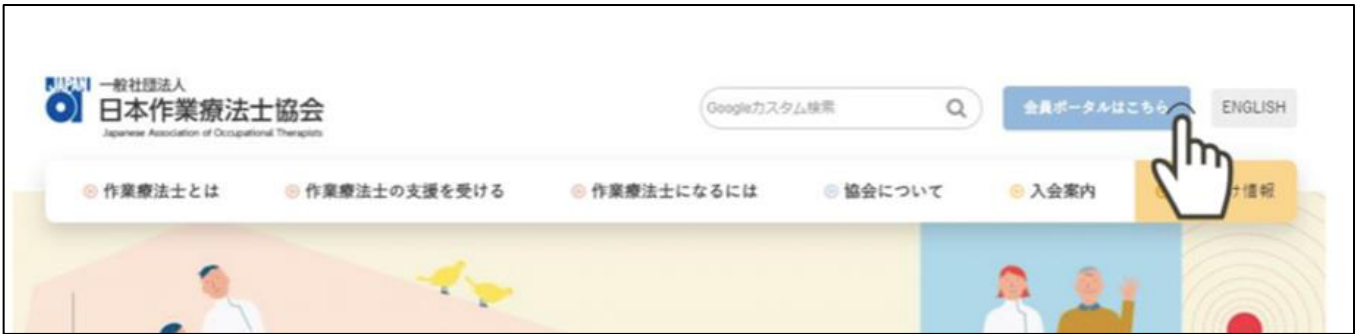 JAPAN
一般社団法人
日本作業療法士協会
Japanese Association of Occupational Therapists
Googleカスタム検索
会員ポータルはこちら
ENGLISH
作業療法士とは
作業療法士の支援を受ける
作業療法士になるには
協会について
入会案内
け情報